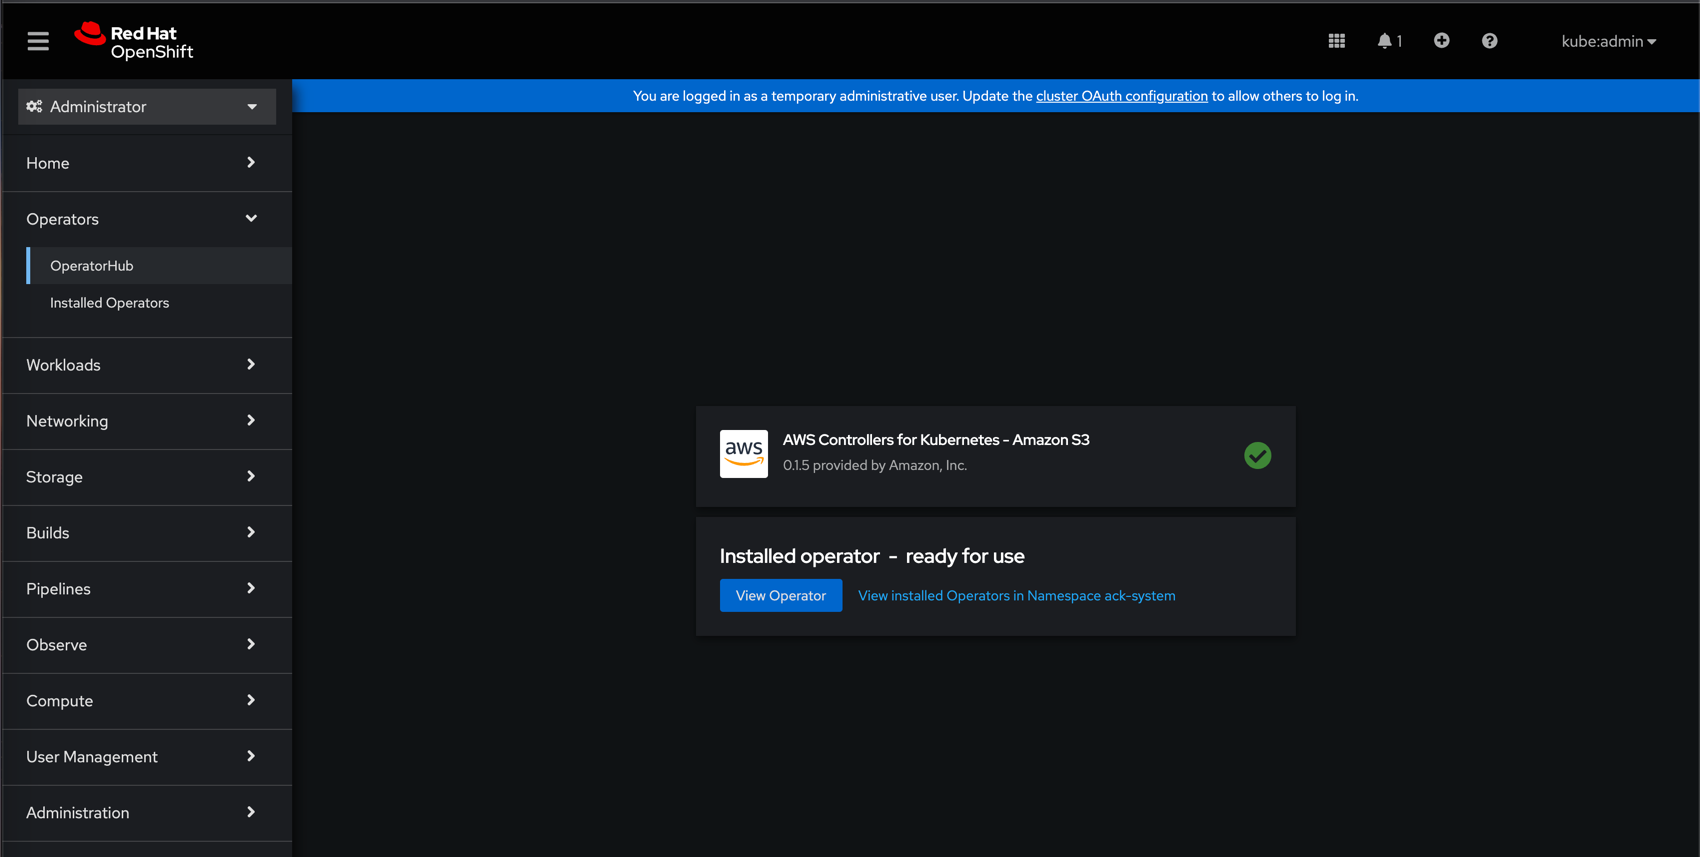 Red Hat
OpenShift
1
kube:admin
Administrator
You are logged in as a temporary administrative user. Update the cluster OAuth configuration to allow others to log in.
Home
Operators
OperatorHub
Installed Operators
Workloads
Networking
Storage
Builds
Pipelines
Observe
Compute
User Management
Administration
aws
AWS Controllers for Kubernetes - Amazon S3
0.1.5 provided by Amazon, Inc.
Installed operator - ready for use
View Operator
View installed Operators in Namespace ack-system